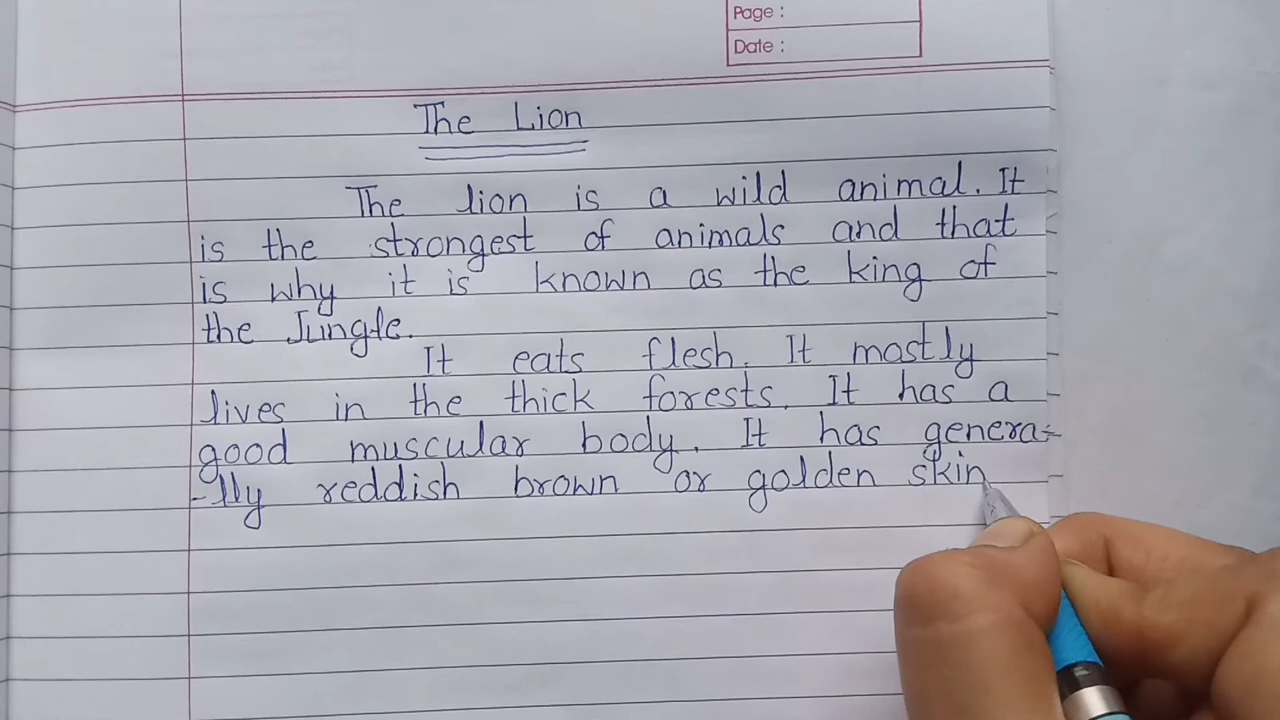 Page :
Date :
The Lion
The lion is a wild animal. It
is the strongest of animals and that
is why it is known as the king of
the Jungle.
It eats flesh. It mostly
lives in the thick forests. It has a
good muscular body. It has genera-
-lly reddish brown or golden skin